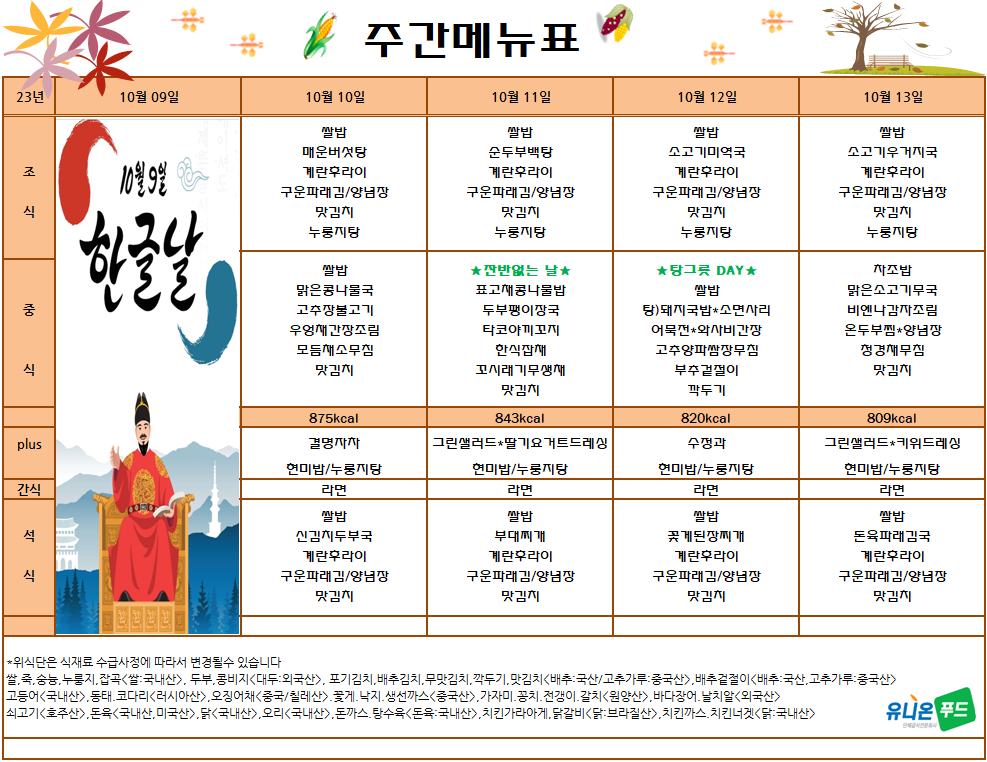 주간메뉴표
23년 10월 09일 10월 10일 10월 11일 10월 12일 10월 13일
10월 9일
한글날
조식
쌀밥 쌀밥 쌀밥 쌀밥
매운버섯탕 순두부백탕 소고기미역국 소고기우거지국
계란후라이 계란후라이 계란후라이 계란후라이
구운파래김/양념장 구운파래김/양념장 구운파래김/양념장 구운파래김/양념장
맛김치 맛김치 맛김치 맛김치
누룽지탕 누룽지탕 누룽지탕 누룽지탕
중식
쌀밥 ★잔반없는 날★ ★탕그릇 DAY★ 차조밥
맑은콩나물국 표고채콩나물밥 쌀밥 맑은소고기무국
고추장불고기 두부팽이장국 탕)돼지국밥*소면사리 비엔나감자조림
우엉채간장조림 타코야끼꼬지 어묵전*와사비간장 온두부찜*양념장
모듬채소무침 한식잡채 고추양파쌈장무침 청경채무침
맛김치 꼬시래기무생채 부추겉절이 맛김치
맛김치 깍두기
875kcal 843kcal 820kcal 809kcal
plus 결명자차 그린샐러드*딸기요거트드레싱 수정과 그린샐러드*키위드레싱
현미밥/누룽지탕 현미밥/누룽지탕 현미밥/누룽지탕 현미밥/누룽지탕
간식 라면 라면 라면 라면
석식
쌀밥 쌀밥 쌀밥 쌀밥
신김치두부국 부대찌개 꽃게된장찌개 돈육파래김국
계란후라이 계란후라이 계란후라이 계란후라이
구운파래김/양념장 구운파래김/양념장 구운파래김/양념장 구운파래김/양념장
맛김치 맛김치 맛김치 맛김치
*위식단은 식재료 수급사정에 따라서 변경될수 있습니다
쌀,죽,숭늉,누룽지,잡곡<쌀:국내산>, 두부,콩비지<대두:외국산>, 포기김치,배추김치,무맛김치,깍두기,맛김치<배추:국산/고추가루:중국산>,배추겉절이<배추:국산,고추가루:중국산>
고등어<국내산>,동태.코다리<러시아산>,오징어채<중국/칠레산>.꽃게.낙지.생선까스<중국산>,가자미.꽁치.전갱이.갈치<원양산>,바다장어.날치알<외국산>
쇠고기<호주산>,돈육<국내산,미국산>,닭<국내산>,오리<국내산>,돈까스.탕수육<돈육:국내산>,치킨가라아게,닭갈비<닭:브라질산>,치킨까스.치킨너겟<닭:국내산>
유니온푸드
단체급식전문회사